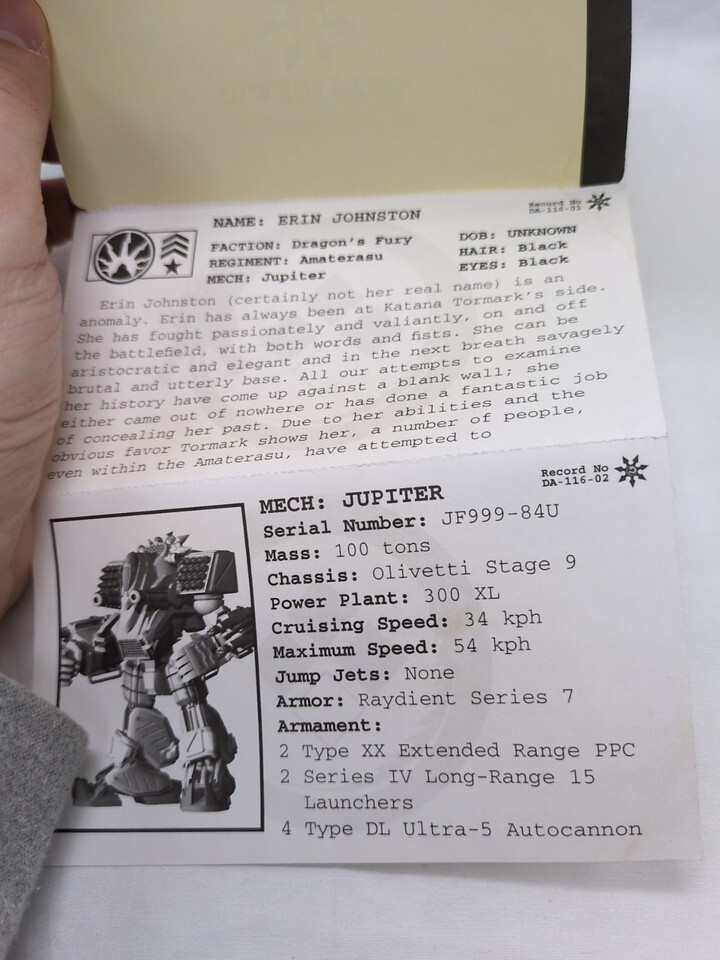 NAME: ERIN JOHNSTON
Record No
DA-116-01
FACTION: Dragon's Fury
REGIMENT: Amaterasu
MECH: Jupiter
DOB: UNKNOWN
HAIR: Black
EYES: Black
Erin Johnston (certainly not her real name) is an
anomaly. Erin has always been at Katana Tormark's side.
She has fought passionately and valiantly, on and off
the battlefield, with both words and fists. She can be
aristocratic and elegant and in the next breath savagely
brutal and utterly base. All our attempts to examine
her history have come up against a blank wall; she
either came out of nowhere or has done a fantastic job
of concealing her past. Due to her abilities and the
obvious favor Tormark shows her, a number of people,
even within the Amaterasu, have attempted to
Record No
DA-116-02
MECH: JUPITER
Serial Number: JF999-84U
Mass: 100 tons
Chassis: Olivetti Stage 9
Power Plant: 300 XL
Cruising Speed: 34 kph
Maximum Speed: 54 kph
Jump Jets: None
Armor: Raydient Series 7
Armament:
2 Type XX Extended Range PPC
2 Series IV Long-Range 15
Launchers
4 Type DL Ultra-5 Autocannon